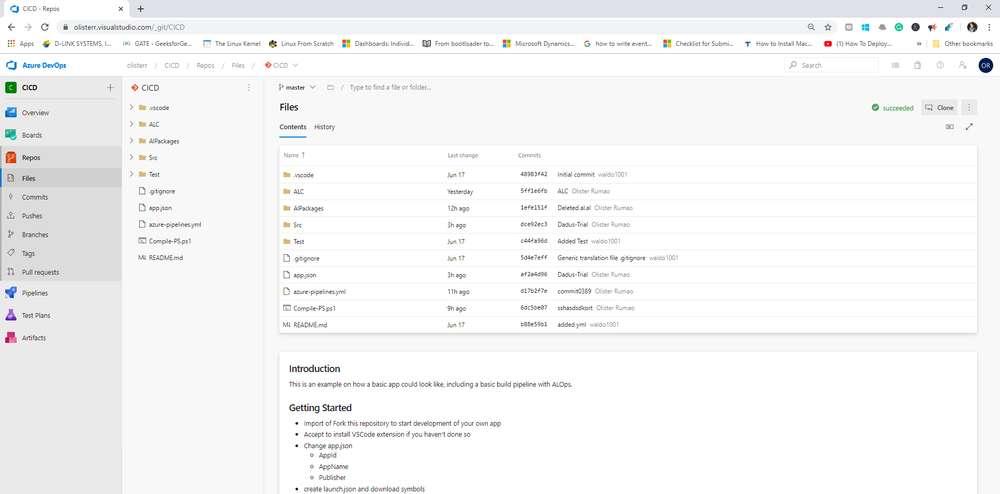 CICD - Repos
olisterr.visualstudio.com/_git/CICD
Apps D-LINK SYSTEMS, I... GATE - GeeksforGe... The Linux Kernel Linux From Scratch Dashboards: Individ... From bootloader to... Microsoft Dynamics... how to write event... Checklist for Submi... How to Install Mac... (1) How To Deploy... » Other bookmarks
Azure DevOps olisterr / CICD / Repos / Files / CICD Search OR
C CICD
Overview
Boards
Repos
Files
Commits
Pushes
Branches
Tags
Pull requests
Pipelines
Test Plans
Artifacts
CICD
.vscode
ALC
AlPackages
Src
Test
.gitignore
app.json
azure-pipelines.yml
Compile-PS.ps1
README.md
master / Type to find a file or folder...
Files succeeded Clone
Contents History
Name ↑ Last change Commits
.vscode Jun 17 48983f42 Initial commit waldo1001
ALC Yesterday 5ff1e6fb ALC Olister Rumao
AlPackages 12h ago 1efe151f Deleted al.al Olister Rumao
Src 3h ago dce92ec3 Dadus-Trial Olister Rumao
Test Jun 17 c44fa96d Added Test waldo1001
.gitignore Jun 17 5d4e7eff Generic translation file .gitignore waldo1001
app.json 3h ago af2a4d96 Dadus-Trial Olister Rumao
azure-pipelines.yml 11h ago d17b2f7e commit0389 Olister Rumao
Compile-PS.ps1 9h ago 6dc5be07 sshasdsdkort Olister Rumao
README.md Jun 17 b88e59b1 added yml waldo1001
Introduction
This is an example on how a basic app could look like, including a basic build pipeline with ALOps.
Getting Started
• Import of Fork this repository to start development of your own app
• Accept to install VSCode extension if you haven't done so
• Change app.json
◦ AppId
◦ AppName
◦ Publisher
• create launch.json and download symbols